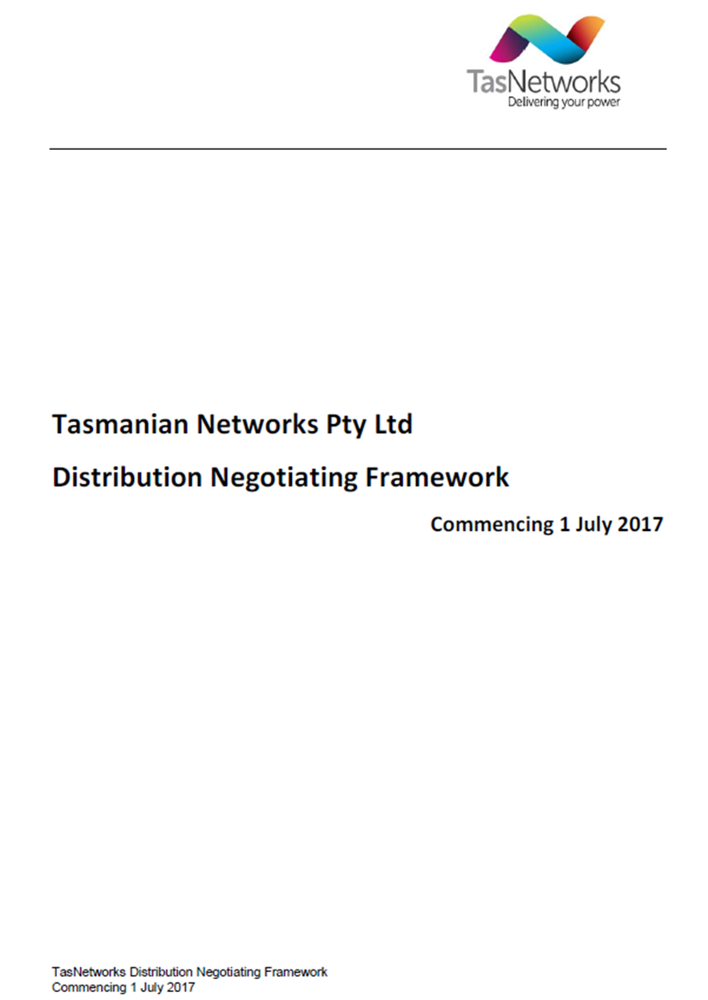 TasNetworks
Delivering your power
Tasmanian Networks Pty Ltd
Distribution Negotiating Framework
Commencing 1 July 2017
TasNetworks Distribution Negotiating Framework
Commencing 1 July 2017